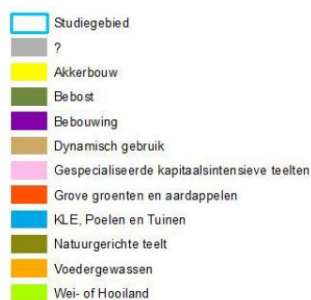 Studiegebied
?
Akkerbouw
Bebost
Bebouwing
Dynamisch gebruik
Gespecialiseerde kapitaalsintensieve teelten
Grove groenten en aardappelen
KLE, Poelen en Tuinen
Natuurgerichte teelt
Voedergewassen
Wei- of Hooiland